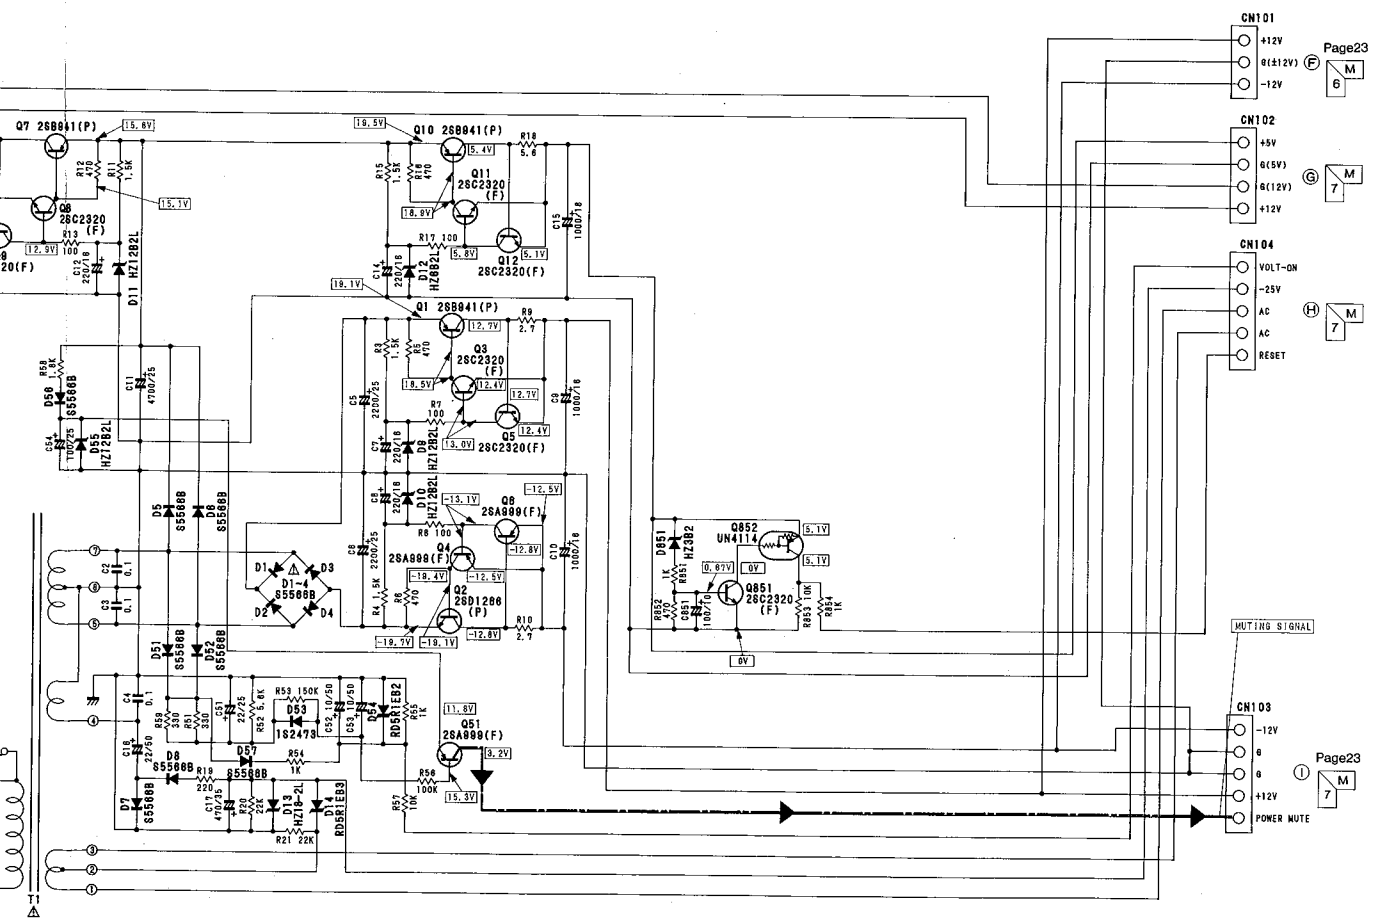 CN101
+12V
G(±12V)
-12V
F
Page23
M
6
CN102
+5V
G(5V)
G(12V)
+12V
G
M
7
CN104
VOLT-ON
-25V
AC
AC
RESET
H
M
7
Q7 2SB941(P)
15.6V
R12
470
R11
1.5K
15.1V
Q8
2SC2320
(F)
R13
100
12.9V
20(F)
C12
220/16
D11 HZ12B2L
19.5V
Q10 2SB941(P)
5.4V
R18
5.6
R15
1.5K
R16
470
Q11
2SC2320
(F)
18.9V
R17 100
5.8V
5.1V
Q12
2SC2320(F)
C15
1000/16
C14
220/16
D12
HZ6B2L
19.1V
Q1 2SB941(P)
12.7V
R9
2.7
R3
1.5K
R5
470
Q3
2SC2320
(F)
18.5V
12.4V
12.7V
R7
100
13.0V
12.4V
Q5
2SC2320(F)
C5
2200/25
C7
220/16
D9
HZ12B2L
C9
1000/16
R58
1.8K
D56
S5566B
C54
100/25
D55
HZ12B2L
C11
4700/25
D5
S5566B
D6
S5566B
C8
220/16
D10
HZ12B2L
-13.1V
Q6
2SA999(F)
-12.5V
R8 100
-12.8V
Q4
2SA999(F)
-19.4V
-12.5V
Q2
2SD1266
(P)
-12.8V
R10
2.7
-19.7V
-19.1V
C6
2200/25
R4 1.5K
R6
470
C10
1000/16
7
6
5
C2
0.1
C3
0.1
D1
D3
D1~4
S5566B
D2
D4
D51
S5566B
D52
S5566B
D851
HZ3B2
1K
R851
R852
470
C851
100/10
0.67V
Q852
UN4114
5.1V
5.1V
0V
Q851
2SC2320
(F)
R853 10K
R854
1K
0V
MUTING SIGNAL
C4
0.1
4
R59
330
R51
330
C51
22/25
R52 5.6K
R53 150K
D53
1S2473
C52 10/50
C53 10/50
D54
RD5R1EB2
R55
1K
11.8V
Q51
2SA999(F)
3.2V
15.3V
R56
100K
R57
10K
C16
22/50
D8
S5566B
D57
S5566B
R54
1K
R19
220
D7
S5566B
C17
470/35
R20
22K
D13
HZ18-2L
D14
RD5R1EB3
R21 22K
3
2
1
T1
CN103
-12V
G
G
+12V
POWER MUTE
I
Page23
M
7